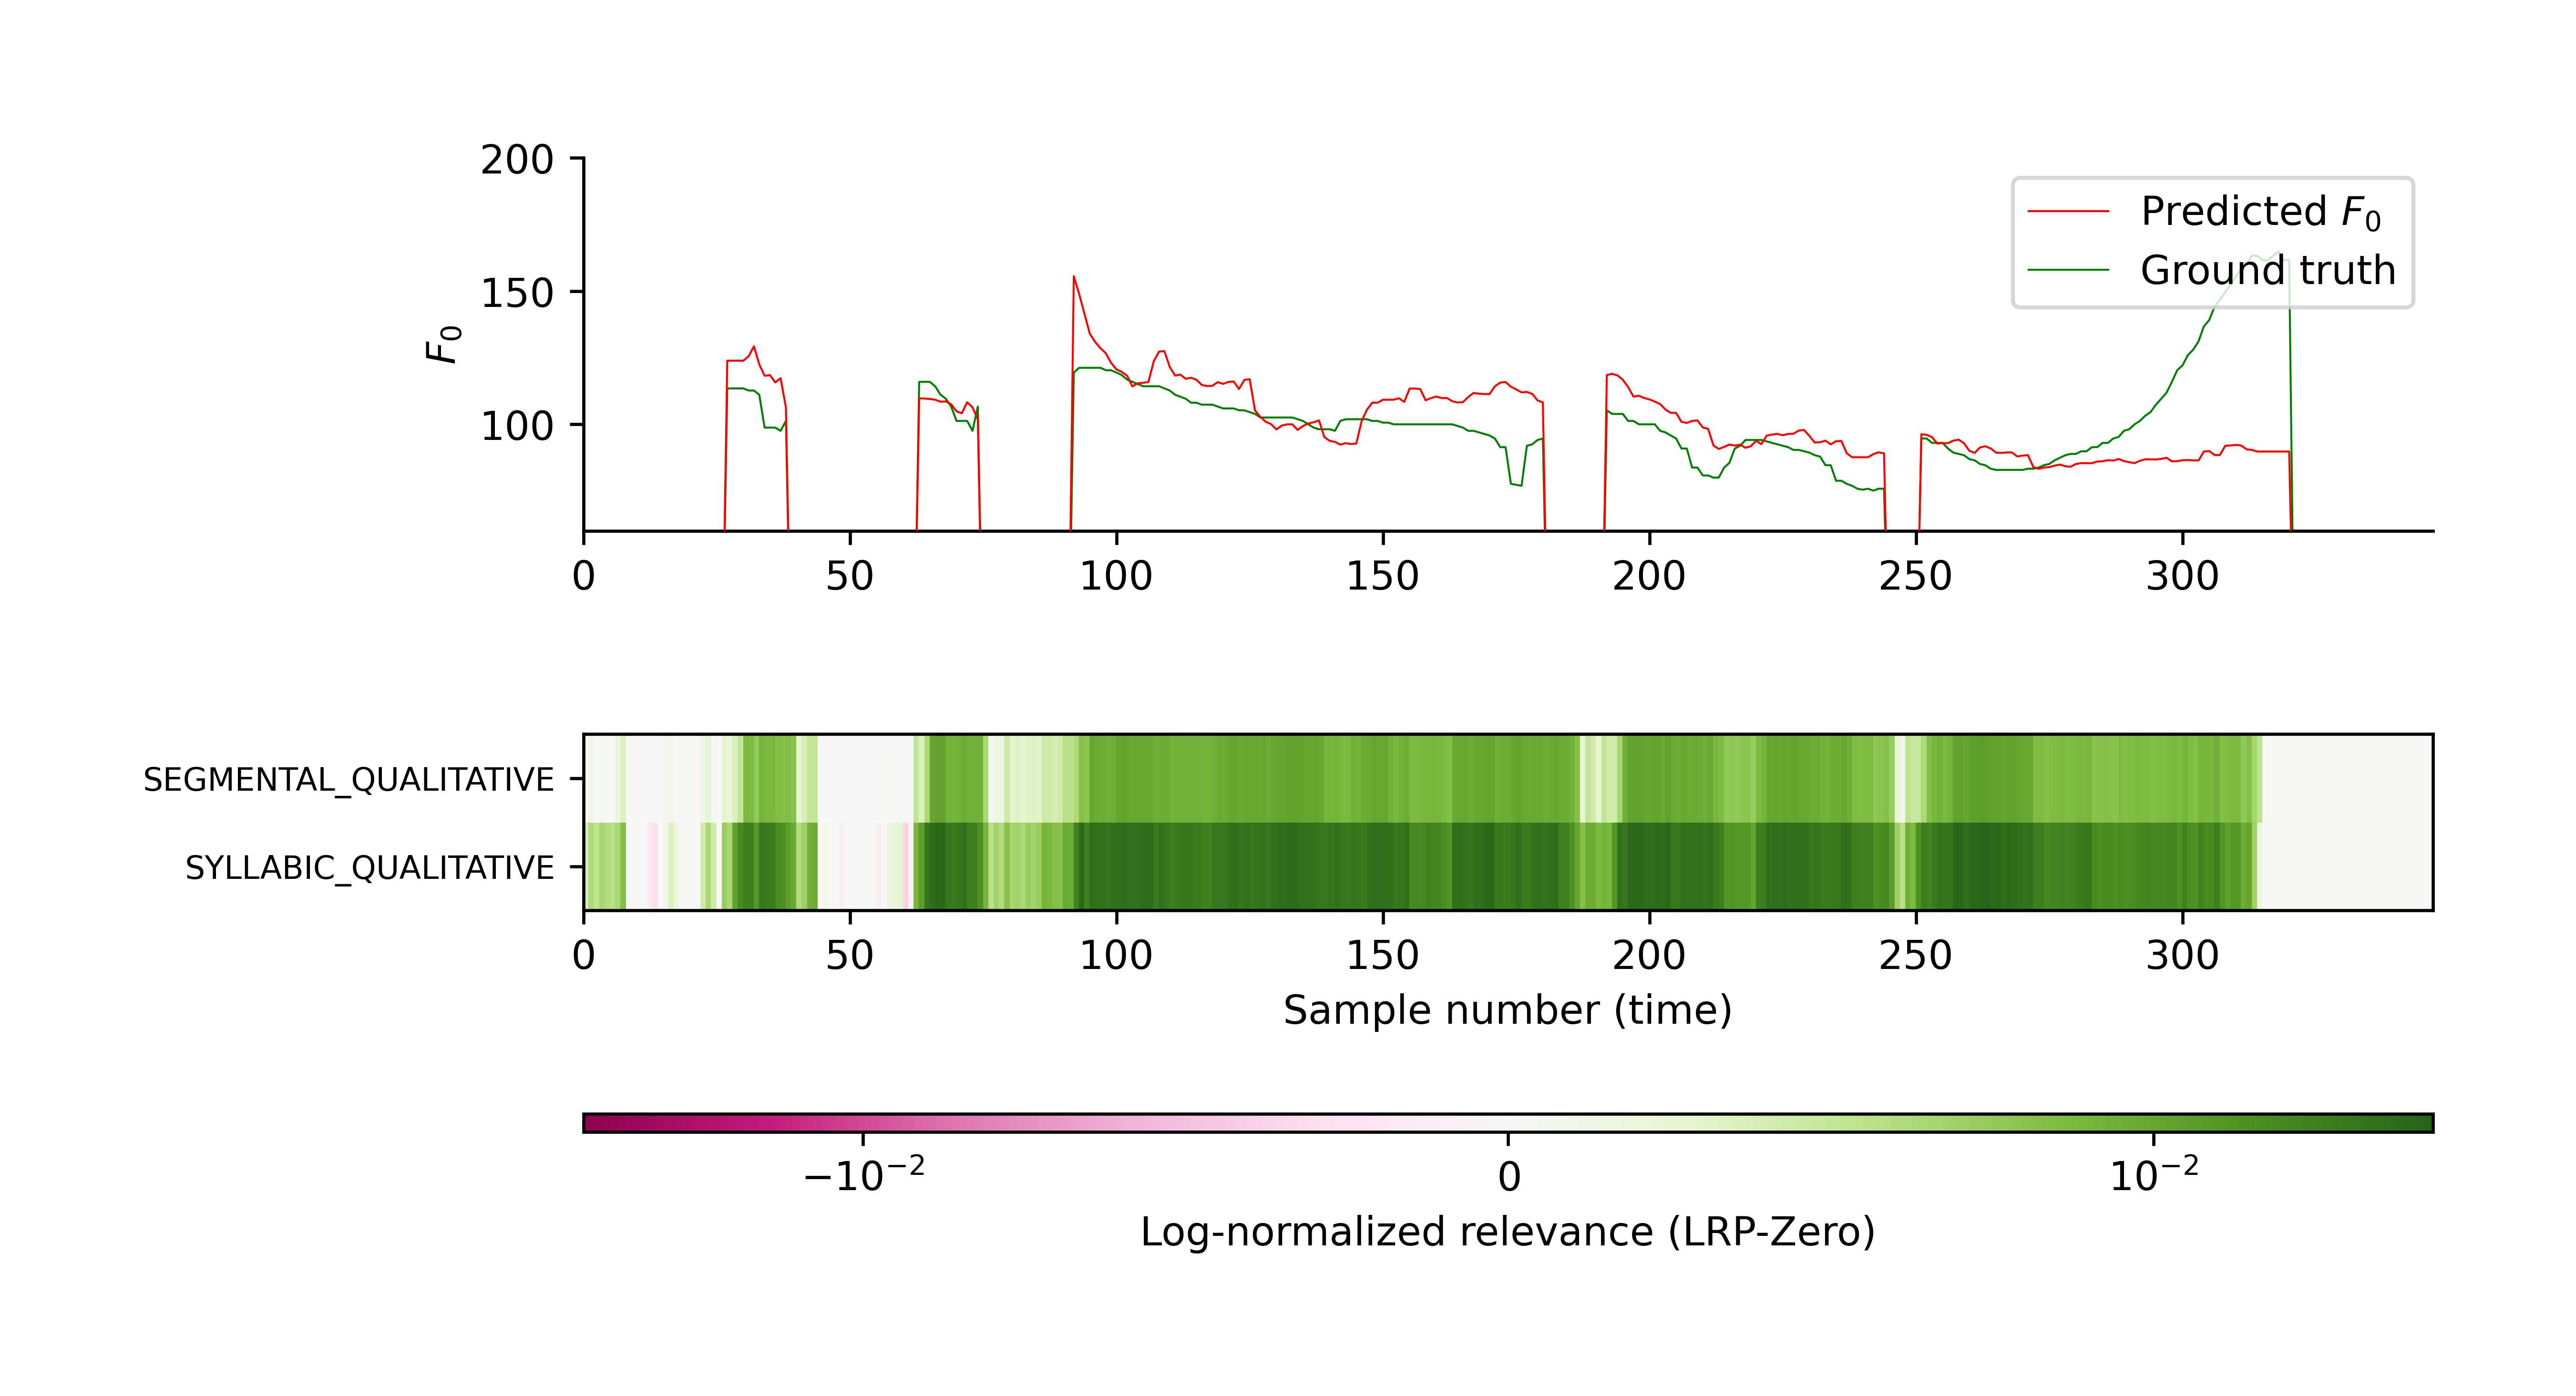 200
150
100
F₀
Predicted F₀
Ground truth
0 50 100 150 200 250 300
SEGMENTAL_QUALITATIVE
SYLLABIC_QUALITATIVE
0 50 100 150 200 250 300
Sample number (time)
−10⁻² 0 10⁻²
Log-normalized relevance (LRP-Zero)